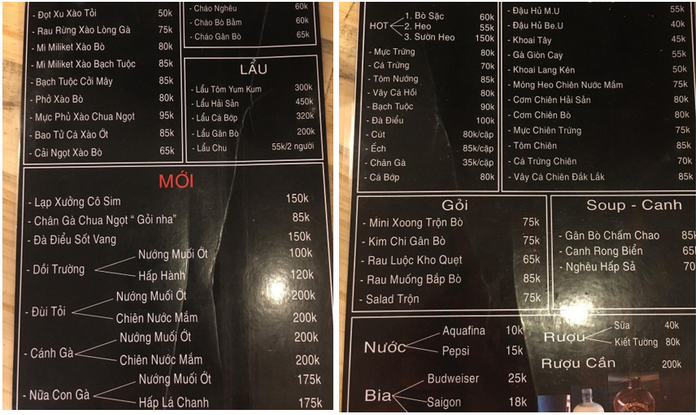 - Đọt Xu Xào Tỏi 50k
- Rau Rừng Xào Lòng Gà 75k
- Mì Miliket Xào Bò 80k
- Mì Miliket Xào Bạch Tuộc 85k
- Bạch Tuộc Cởi Mây 85k
- Phở Xào Bò 80k
- Mực Phủ Xào Chua Ngọt 95k
- Bao Tử Cá Xào Ớt 85k
- Cải Ngọt Xào Bò 65k
- Cháo Nghêu 60k
- Cháo Bò Bằm 60k
- Cháo Gân Bò 65k
LẨU
- Lẩu Tôm Yum Kum 300k
- Lẩu Hải Sản 450k
- Lẩu Cá Bớp 320k
- Lẩu Gân Bò 200k
- Lẩu Chu 55k/2 người
MỚI
- Lạp Xưởng Cô Sim 150k
- Chân Gà Chua Ngọt “ Gỏi nha” 85k
- Đà Điểu Sốt Vang 150k
- Dồi Trường Nướng Muối Ớt 100k
Hấp Hành 120k
- Đùi Tỏi Nướng Muối Ớt 200k
Chiên Nước Mắm 200k
- Cánh Gà Nướng Muối Ớt 200k
Chiên Nước Mắm 200k
- Nữa Con Gà Nướng Muối Ớt 175k
Hấp Lá Chanh 175k
HOT 1. Bò Sặc 60k
2. Heo 55k
3. Sườn Heo 150k
- Mực Trứng 80k
- Cá Trứng 70k
- Tôm Nướng 85k
- Vây Cá Hồi 80k
- Bạch Tuộc 90k
- Đà Điểu 100k
- Cút 80k/cặp
- Ếch 85k/cặp
- Chân Gà 35k/cặp
- Cá Bớp 80k
- Đậu Hủ M.U 55k
- Đậu Hủ Be.U 40k
- Khoai Tây 45k
- Gà Giòn Cay 55k
- Khoai Lang Kén 50k
- Móng Heo Chiên Nước Mắm 75k
- Cơm Chiên Hải Sản 80k
- Cơm Chiên Bò 80k
- Mực Chiên Trứng 75k
- Tôm Chiên 85k
- Cá Trứng Chiên 70k
- Vây Cá Chiên Đắk Lắk 85k
Gỏi
- Mini Xoong Trộn Bò 75k
- Kim Chi Gân Bò 75k
- Rau Luộc Kho Quẹt 65k
- Rau Muống Bắp Bò 85k
- Salad Trộn 75k
Soup - Canh
- Gân Bò Chấm Chao 85k
- Canh Rong Biển 65k
- Nghêu Hấp Sả 70k
Nước Aquafina 10k
Pepsi 15k
Bia Budweiser 25k
Saigon 18k
Rượu Sữa 40k
Kiết Tường 80k
Rượu Cần 200k